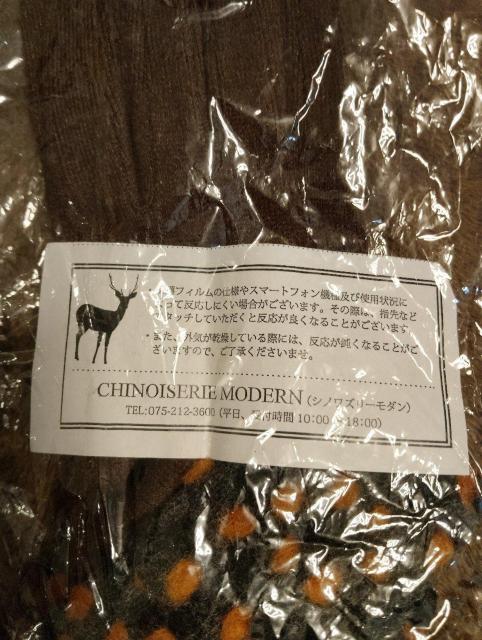 ・保護フィルムの仕様やスマートフォン機種及び使用状況に
よって反応しにくい場合がございます。その際は、指先など
タッチしていただくと反応が良くなることがございます。
・また、外気が乾燥している際には、反応が鈍くなることがご
ざいますので、ご了承くださいませ。
CHINOISERIE MODERN (シノワズリーモダン)
TEL:075-212-3600 (平日、受付時間 10:00～18:00)